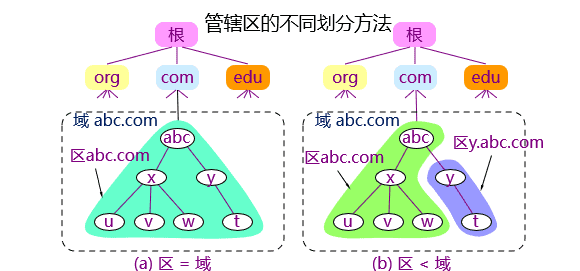 管辖区的不同划分方法
根
根
org
com
edu
org
com
edu
域 abc.com
域 abc.com
abc
abc
区abc.com
区abc.com
区y.abc.com
x
y
x
y
u
v
w
t
u
v
w
t
(a) 区 = 域
(b) 区 < 域